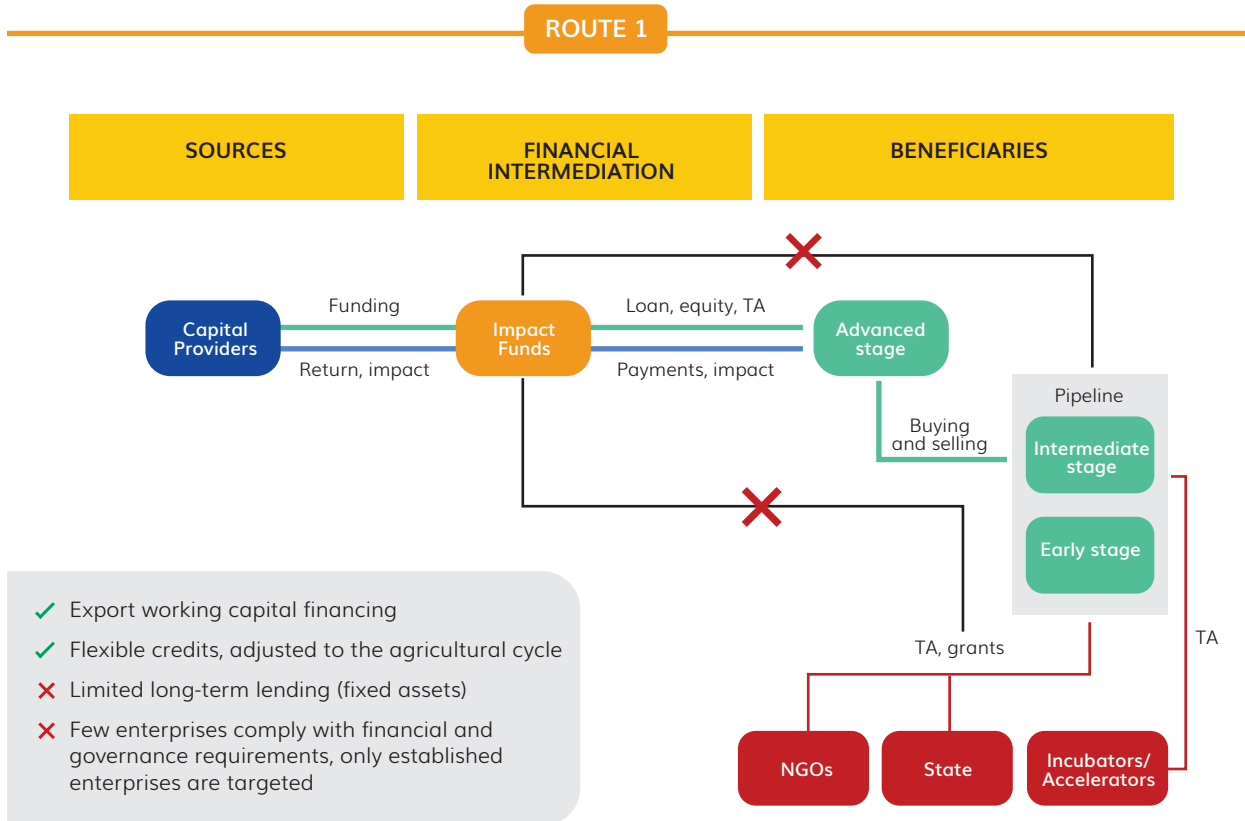 ROUTE 1
SOURCES
FINANCIAL
INTERMEDIATION
BENEFICIARIES
Funding
Loan, equity, TA
Capital
Providers
Impact
Funds
Advanced
stage
Return, impact
Payments, impact
Pipeline
Buying
and selling
Intermediate
stage
Early stage
Export working capital financing
Flexible credits, adjusted to the agricultural cycle
Limited long-term lending (fixed assets)
Few enterprises comply with financial and
governance requirements, only established
enterprises are targeted
TA, grants
TA
NGOs
State
Incubators/
Accelerators